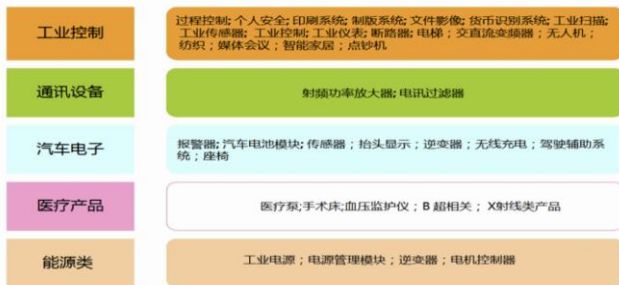 工业控制
过程控制; 个人安全; 印刷系统; 制版系统; 文件影像; 货币识别系统; 工业扫描;
工业传感器; 工业控制; 工业仪表; 断路器; 电梯；交直流变频器；无人机；
纺织；媒体会议；智能家居；点钞机
通讯设备
射频功率放大器; 电讯过滤器
汽车电子
报警器; 汽车电池模块; 传感器；抬头显示；逆变器；无线充电；驾驶辅助系
统；座椅
医疗产品
医疗泵;手术床;血压监护仪；B 超相关； X射线类产品
能源类
工业电源；电源管理模块；逆变器；电机控制器